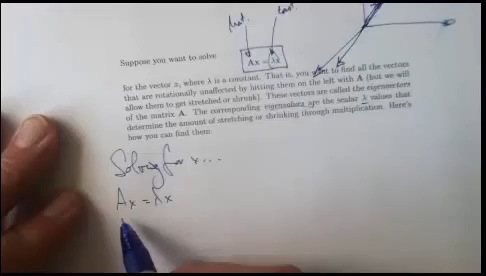 mat. const.
Suppose you want to solve
Ax = λx
for the vector x, where λ is a constant. That is, you want to find all the vectors
that are rotationally unaffected by hitting them on the left with A (but we will
allow them to get stretched or shrunk). These vectors are called the eigenvectors
of the matrix A. The corresponding eigenvalues are the scalar λ values that
determine the amount of stretching or shrinking through multiplication. Here's
how you can find them:
Solving for x...
Ax = λx